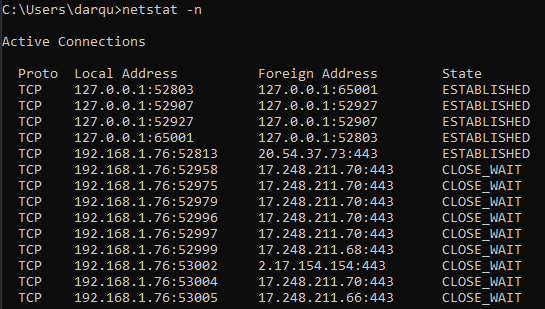 C:\Users\darqu>netstat -n
Active Connections
Proto Local Address Foreign Address State
TCP 127.0.0.1:52803 127.0.0.1:65001 ESTABLISHED
TCP 127.0.0.1:52907 127.0.0.1:52927 ESTABLISHED
TCP 127.0.0.1:52927 127.0.0.1:52907 ESTABLISHED
TCP 127.0.0.1:65001 127.0.0.1:52803 ESTABLISHED
TCP 192.168.1.76:52813 20.54.37.73:443 ESTABLISHED
TCP 192.168.1.76:52958 17.248.211.70:443 CLOSE_WAIT
TCP 192.168.1.76:52975 17.248.211.70:443 CLOSE_WAIT
TCP 192.168.1.76:52979 17.248.211.70:443 CLOSE_WAIT
TCP 192.168.1.76:52996 17.248.211.70:443 CLOSE_WAIT
TCP 192.168.1.76:52997 17.248.211.70:443 CLOSE_WAIT
TCP 192.168.1.76:52999 17.248.211.68:443 CLOSE_WAIT
TCP 192.168.1.76:53002 2.17.154.154:443 CLOSE_WAIT
TCP 192.168.1.76:53004 17.248.211.70:443 CLOSE_WAIT
TCP 192.168.1.76:53005 17.248.211.66:443 CLOSE_WAIT